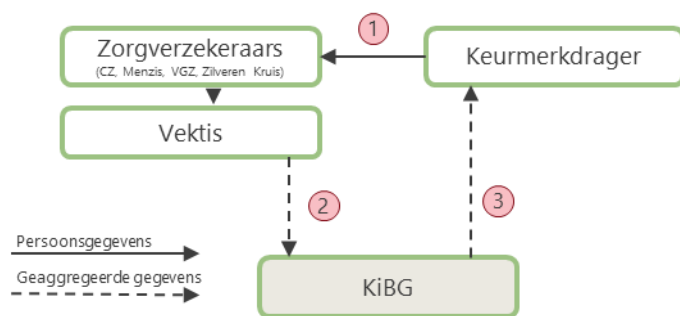 Zorgverzekeraars
(CZ, Menzis, VGZ, Zilveren Kruis)
1
Keurmerkdrager
Vektis
2
3
Persoonsgegevens
Geaggregeerde gegevens
KiBG